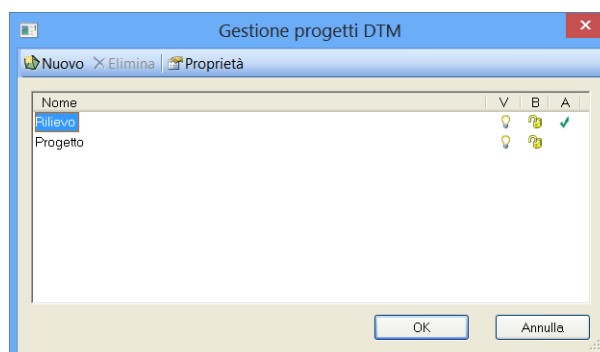 Gestione progetti DTM
Nuovo Elimina Proprietà
Nome V B A
Rilievo
Progetto
OK Annulla